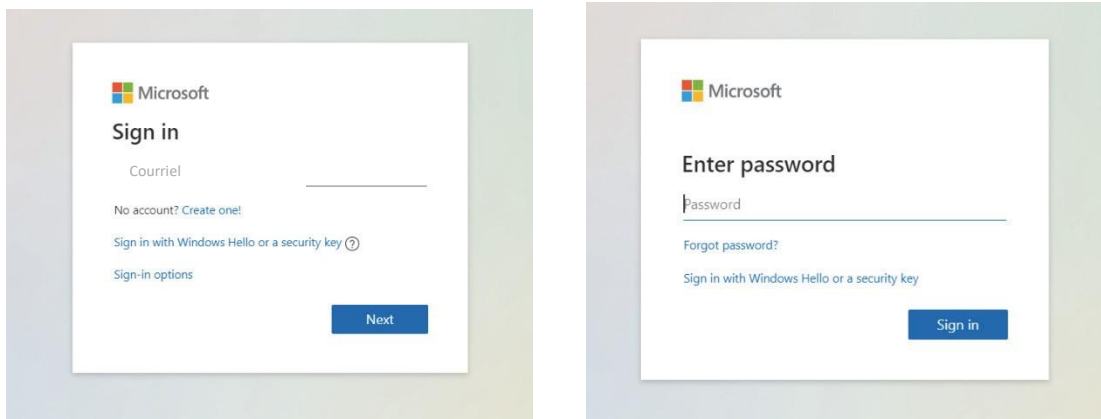 Microsoft
Sign in
Courriel
No account? Create one!
Sign in with Windows Hello or a security key ?
Sign-in options
Next
Microsoft
Enter password
Password
Forgot password?
Sign in with Windows Hello or a security key
Sign in